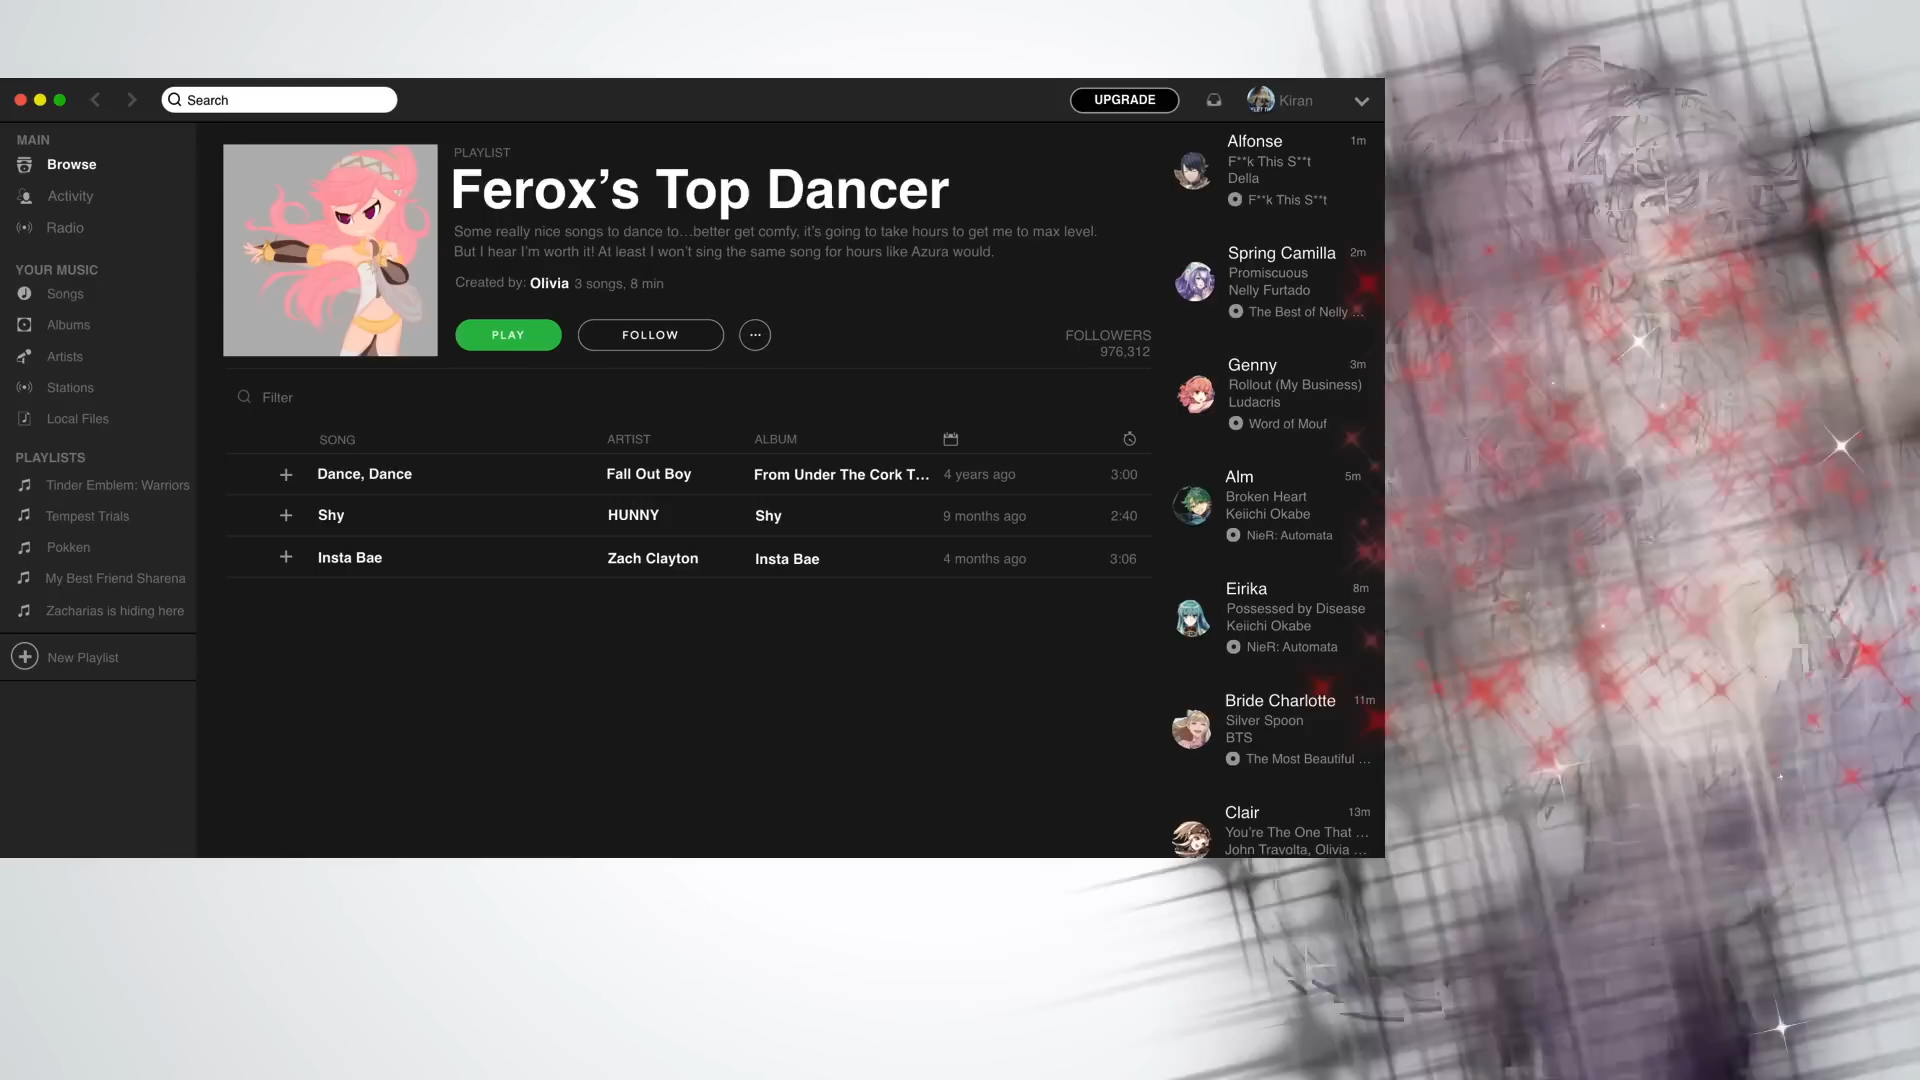 Search
UPGRADE
Kiran
MAIN
Browse
Activity
Radio
YOUR MUSIC
Songs
Albums
Artists
Stations
Local Files
PLAYLISTS
Tinder Emblem: Warriors
Tempest Trials
Pokken
My Best Friend Sharena
Zacharias is hiding here
New Playlist
PLAYLIST
Ferox’s Top Dancer
Some really nice songs to dance to...better get comfy, it’s going to take hours to get me to max level.
But I hear I’m worth it! At least I won’t sing the same song for hours like Azura would.
Created by: Olivia 3 songs, 8 min
PLAY
FOLLOW
...
FOLLOWERS
976,312
Filter
SONG ARTIST ALBUM
Dance, Dance Fall Out Boy From Under The Cork T... 4 years ago 3:00
Shy HUNNY Shy 9 months ago 2:40
Insta Bae Zach Clayton Insta Bae 4 months ago 3:06
Alfonse 1m
F**k This S**t
Della
F**k This S**t
Spring Camilla 2m
Promiscuous
Nelly Furtado
The Best of Nelly ...
Genny 3m
Rollout (My Business)
Ludacris
Word of Mouf
Alm 5m
Broken Heart
Keiichi Okabe
NieR: Automata
Eirika 8m
Possessed by Disease
Keiichi Okabe
NieR: Automata
Bride Charlotte 11m
Silver Spoon
BTS
The Most Beautiful ...
Clair 13m
You’re The One That ...
John Travolta, Olivia ...